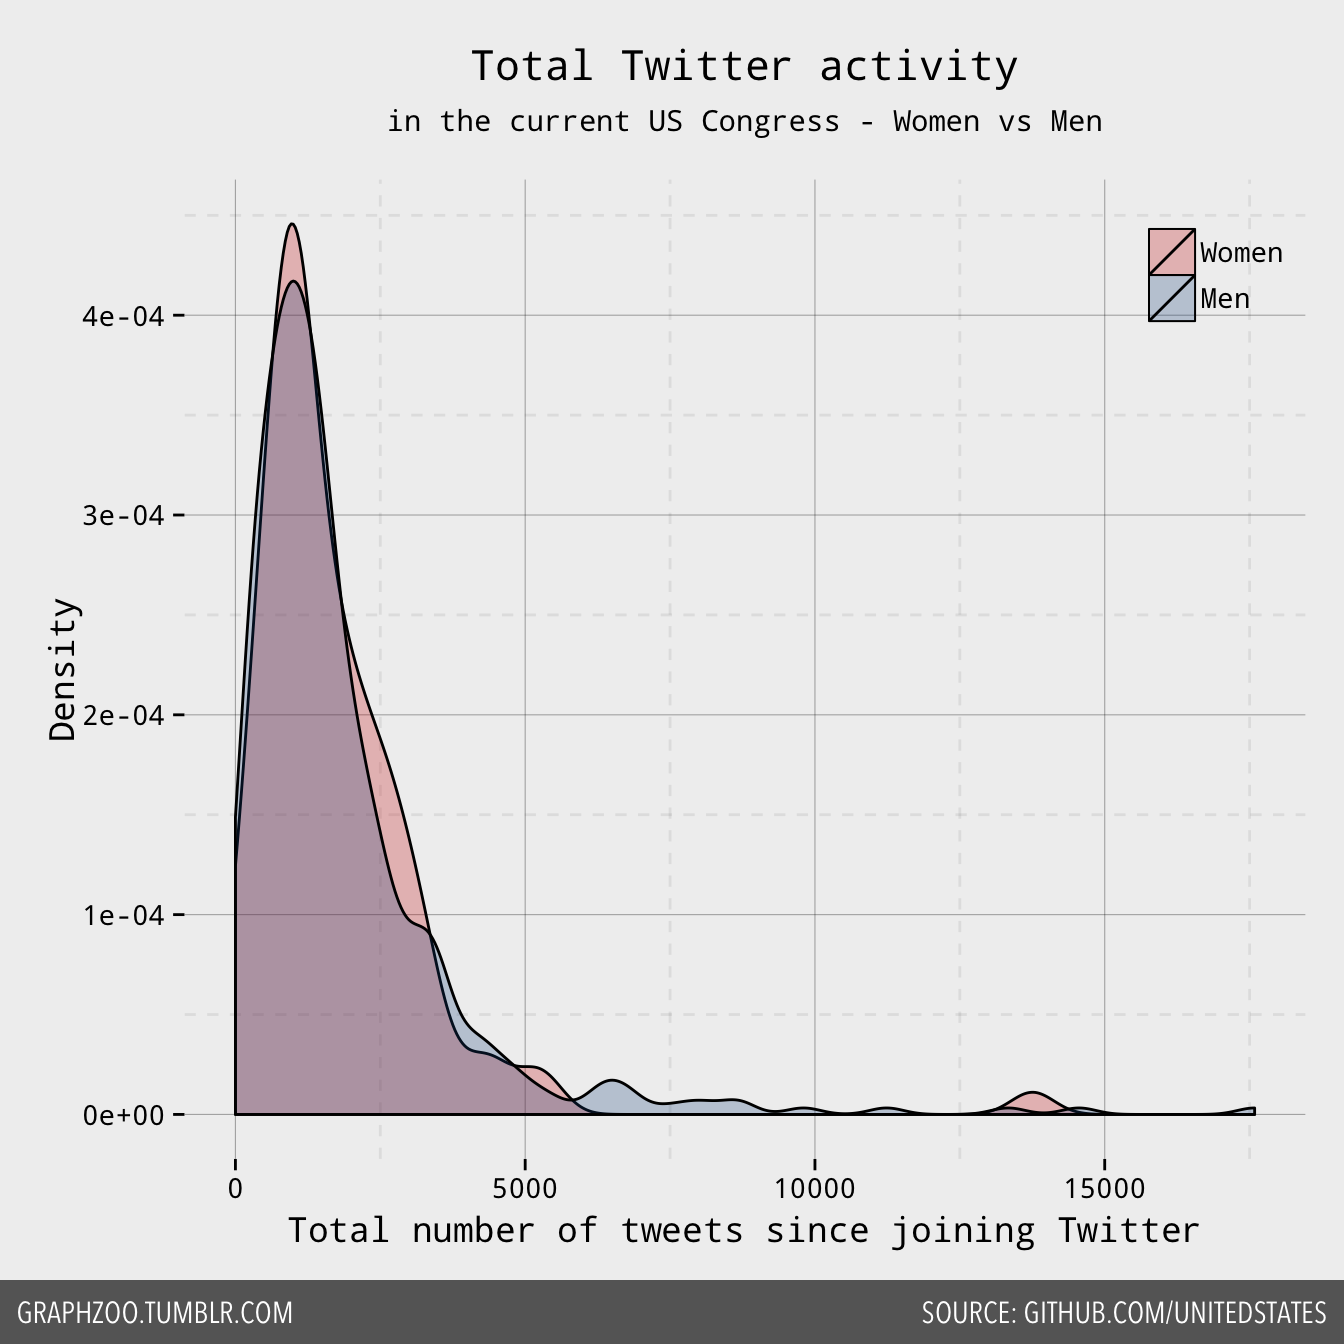 Total Twitter activity
in the current US Congress - Women vs Men
Women
Men
Density
4e-04
3e-04
2e-04
1e-04
0e+00
0 5000 10000 15000
Total number of tweets since joining Twitter
GRAPHZOO.TUMBLR.COM SOURCE: GITHUB.COM/UNITEDSTATES